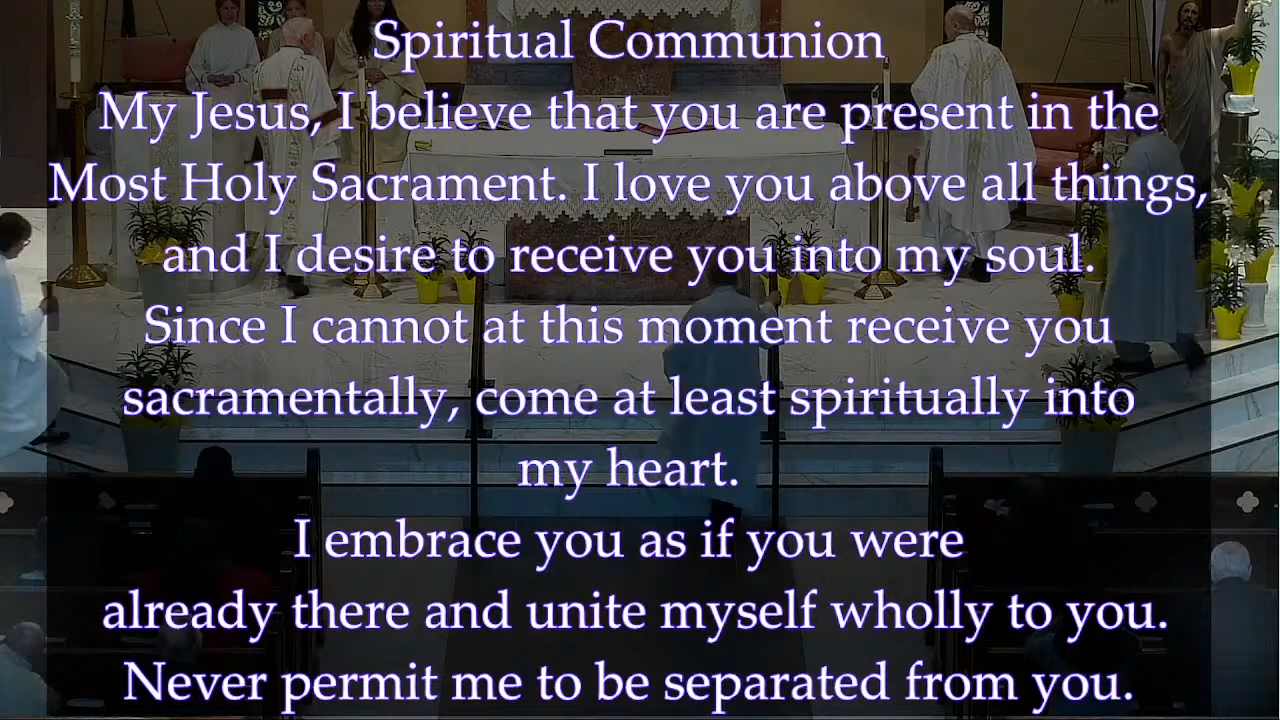 Spiritual Communion
My Jesus, I believe that you are present in the
Most Holy Sacrament. I love you above all things,
and I desire to receive you into my soul.
Since I cannot at this moment receive you
sacramentally, come at least spiritually into
my heart.
I embrace you as if you were
already there and unite myself wholly to you.
Never permit me to be separated from you.